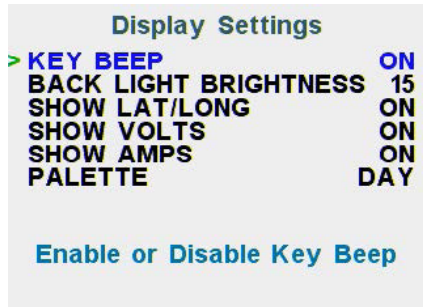 Display Settings
> KEY BEEP ON
BACK LIGHT BRIGHTNESS 15
SHOW LAT/LONG ON
SHOW VOLTS ON
SHOW AMPS ON
PALETTE DAY
Enable or Disable Key Beep